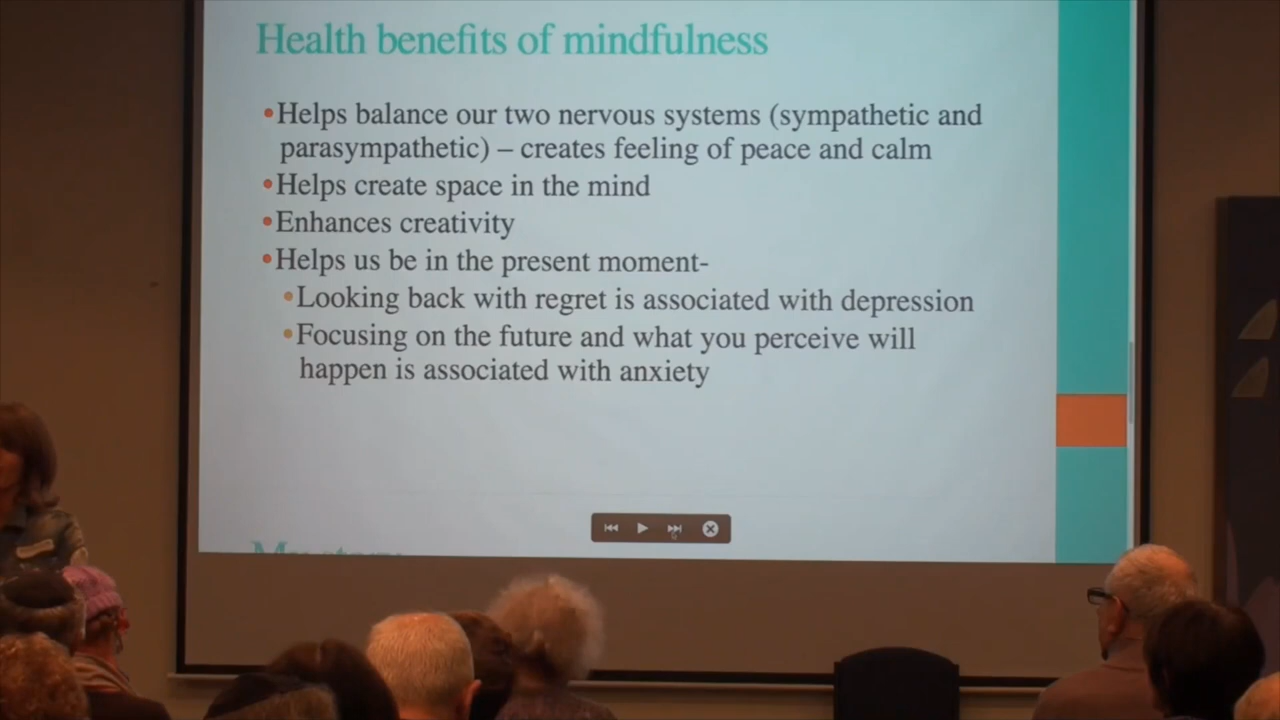 Health benefits of mindfulness
•Helps balance our two nervous systems (sympathetic and
parasympathetic) – creates feeling of peace and calm
•Helps create space in the mind
•Enhances creativity
•Helps us be in the present moment-
•Looking back with regret is associated with depression
•Focusing on the future and what you perceive will
happen is associated with anxiety